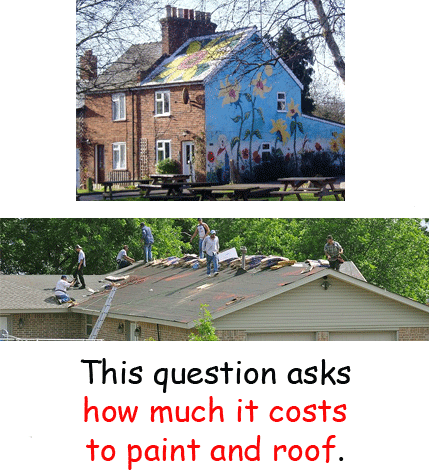 This question asks
how much it costs
to paint and roof.